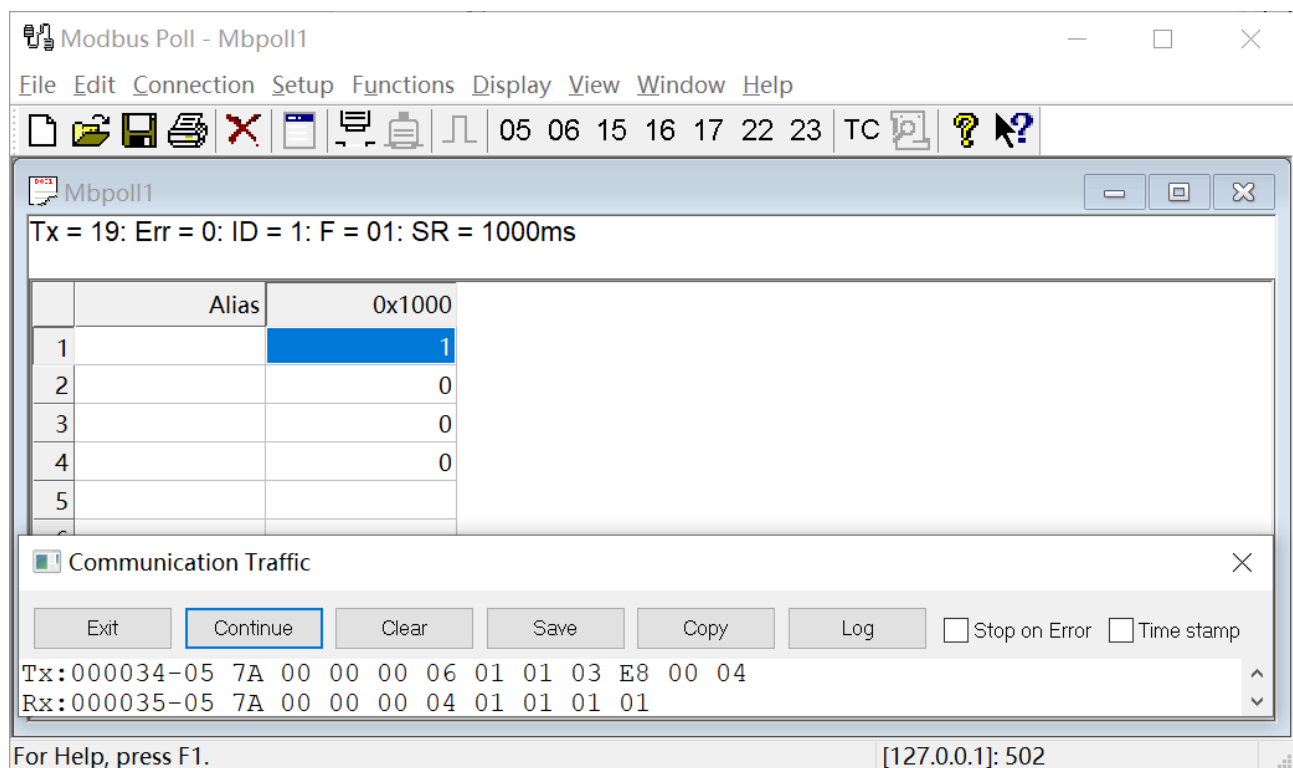 Modbus Poll - Mbpoll1
File Edit Connection Setup Functions Display View Window Help
05 06 15 16 17 22 23 TC
Mbpoll1
Tx = 19: Err = 0: ID = 1: F = 01: SR = 1000ms
Alias 0x1000
1 1
2 0
3 0
4 0
5
Communication Traffic
Exit Continue Clear Save Copy Log Stop on Error Time stamp
Tx:000034-05 7A 00 00 00 06 01 01 03 E8 00 04
Rx:000035-05 7A 00 00 00 04 01 01 01 01
For Help, press F1. [127.0.0.1]: 502